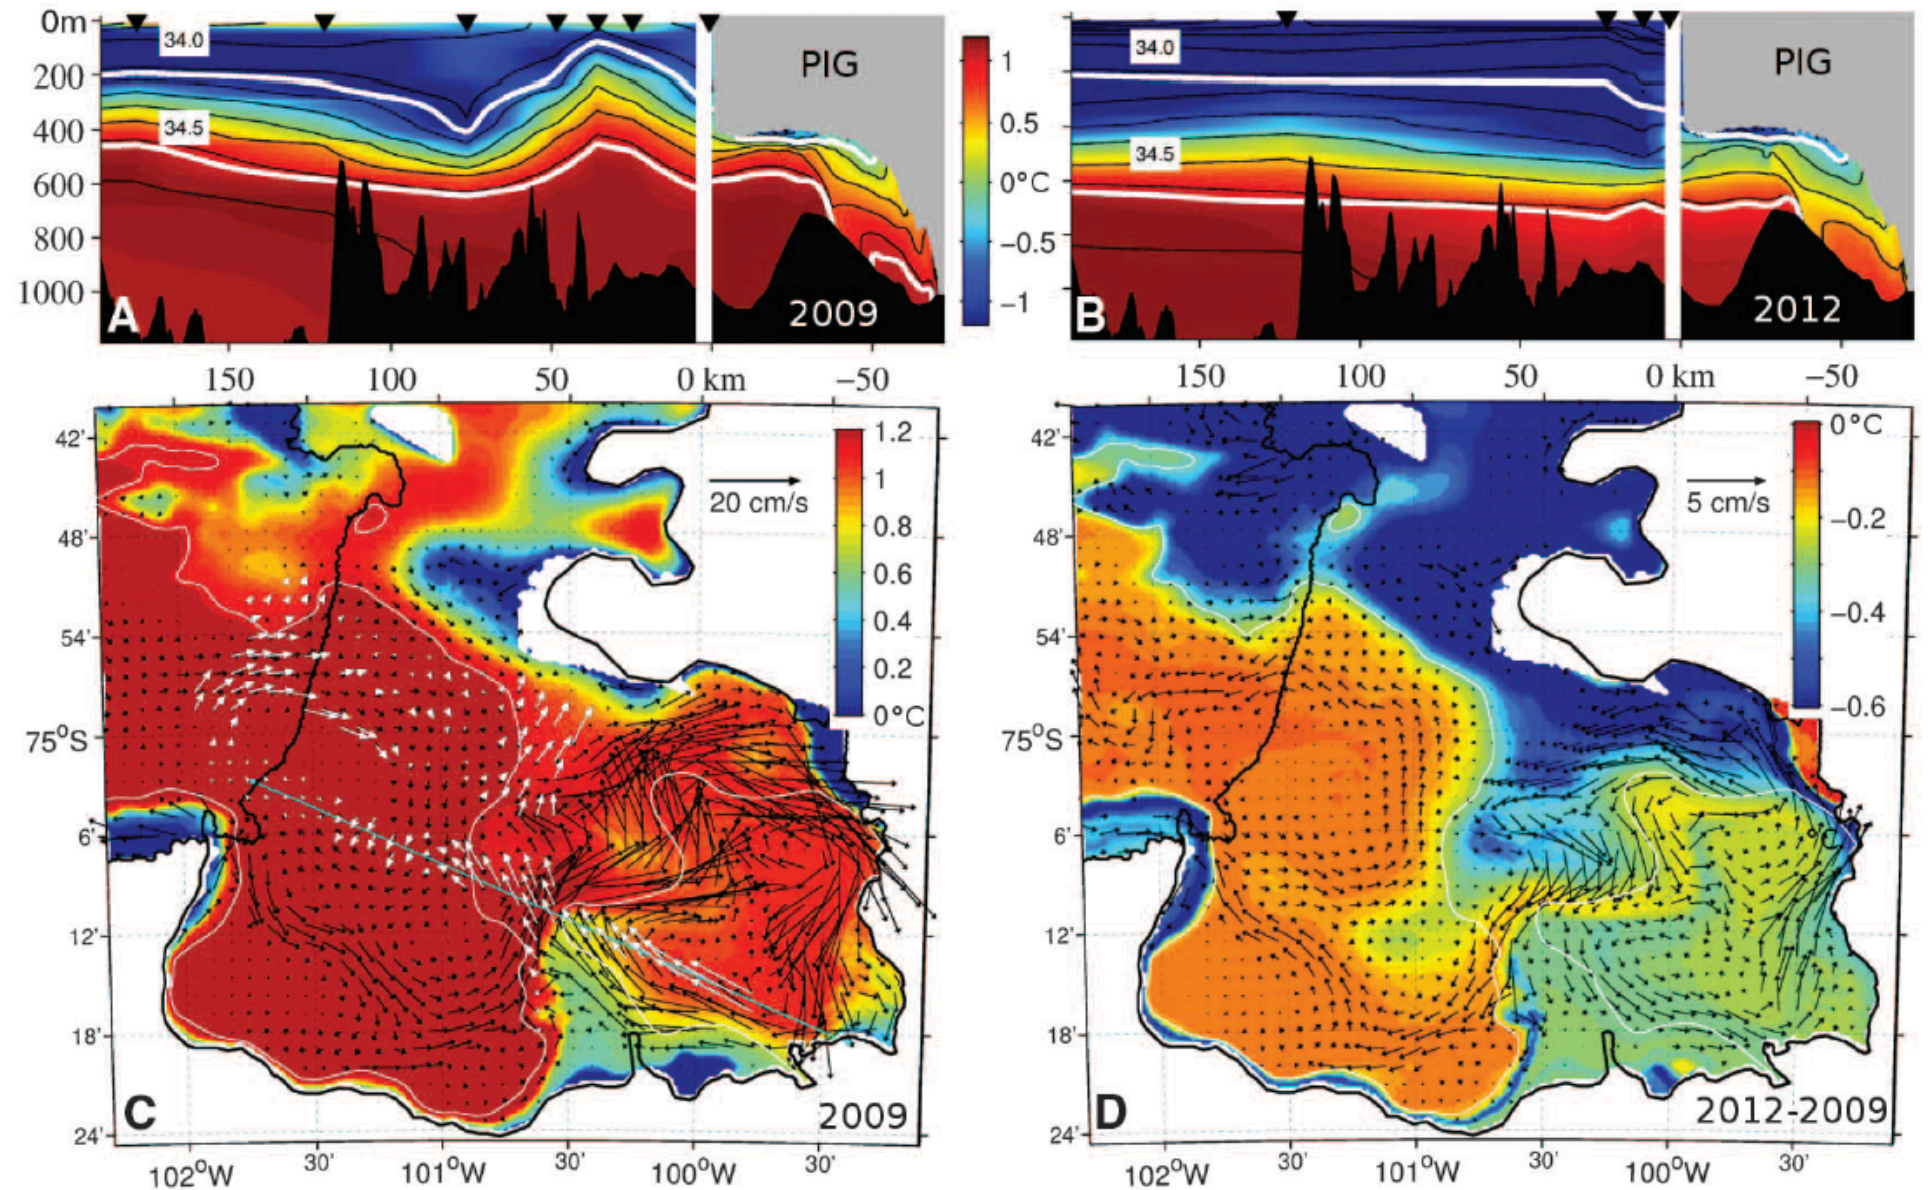 0m
200
400
600
800
1000
34.0
34.5
PIG
A
2009
150
100
50
0 km
−50
1
0.5
0°C
−0.5
−1
34.0
34.5
PIG
B
2012
150
100
50
0 km
−50
42'
48'
54'
75°S
6'
12'
18'
24'
20 cm/s
1.2
1
0.8
0.6
0.4
0.2
0°C
C
2009
102°W
30'
101°W
30'
100°W
30'
42'
48'
54'
75°S
6'
12'
18'
24'
5 cm/s
0°C
−0.2
−0.4
−0.6
D
2012-2009
102°W
30'
101°W
30'
100°W
30'